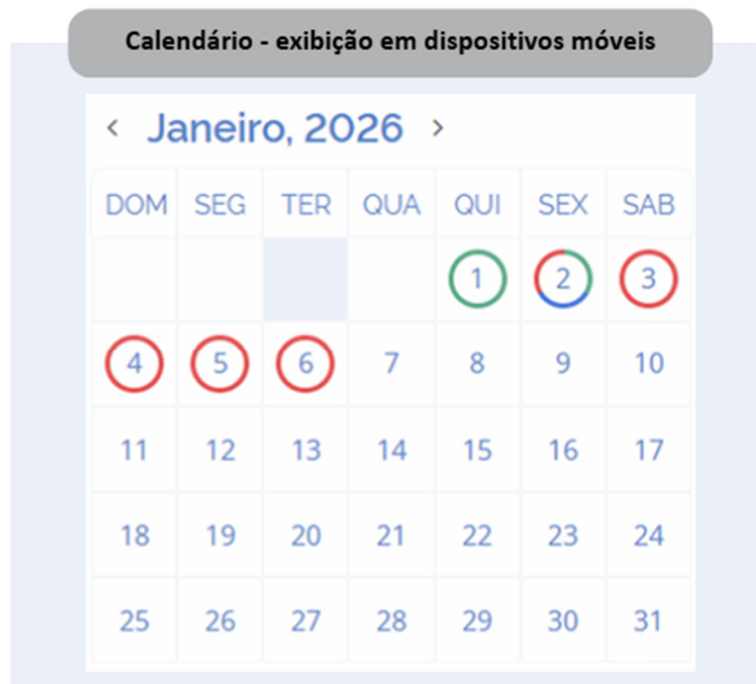 Calendário - exibição em dispositivos móveis
< Janeiro, 2026 >
DOM SEG TER QUA QUI SEX SAB
1 2 3
4 5 6 7 8 9 10
11 12 13 14 15 16 17
18 19 20 21 22 23 24
25 26 27 28 29 30 31